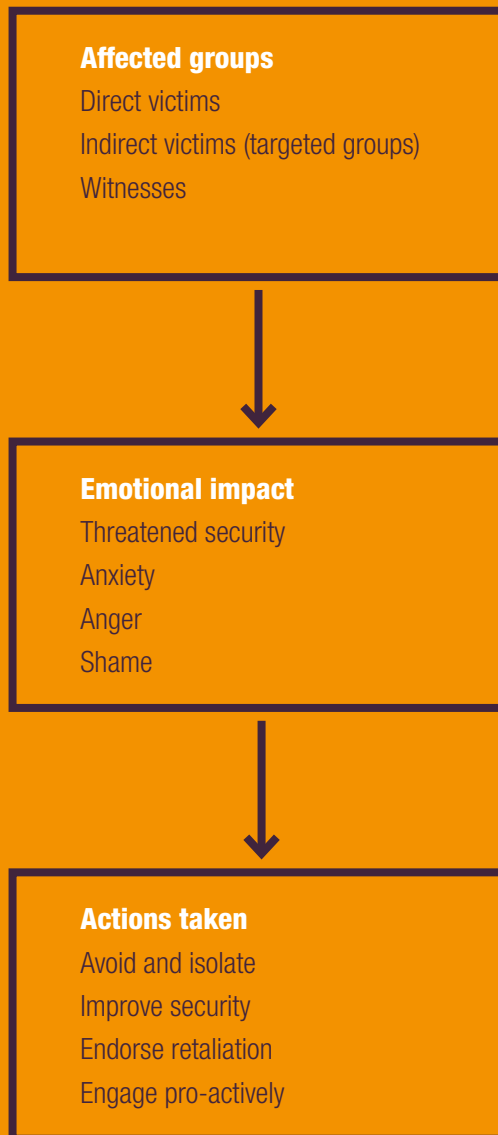 Affected groups
Direct victims
Indirect victims (targeted groups)
Witnesses
Emotional impact
Threatened security
Anxiety
Anger
Shame
Actions taken
Avoid and isolate
Improve security
Endorse retaliation
Engage pro-actively